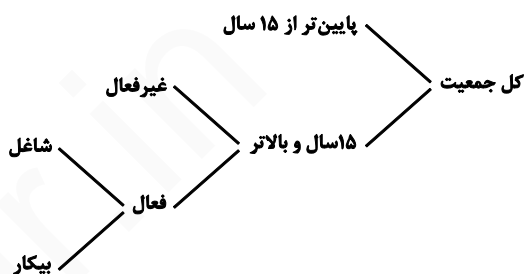 کل جمعیت
پایین‌تر از ۱۵ سال
۱۵سال و بالاتر
غیرفعال
فعال
شاغل
بیکار